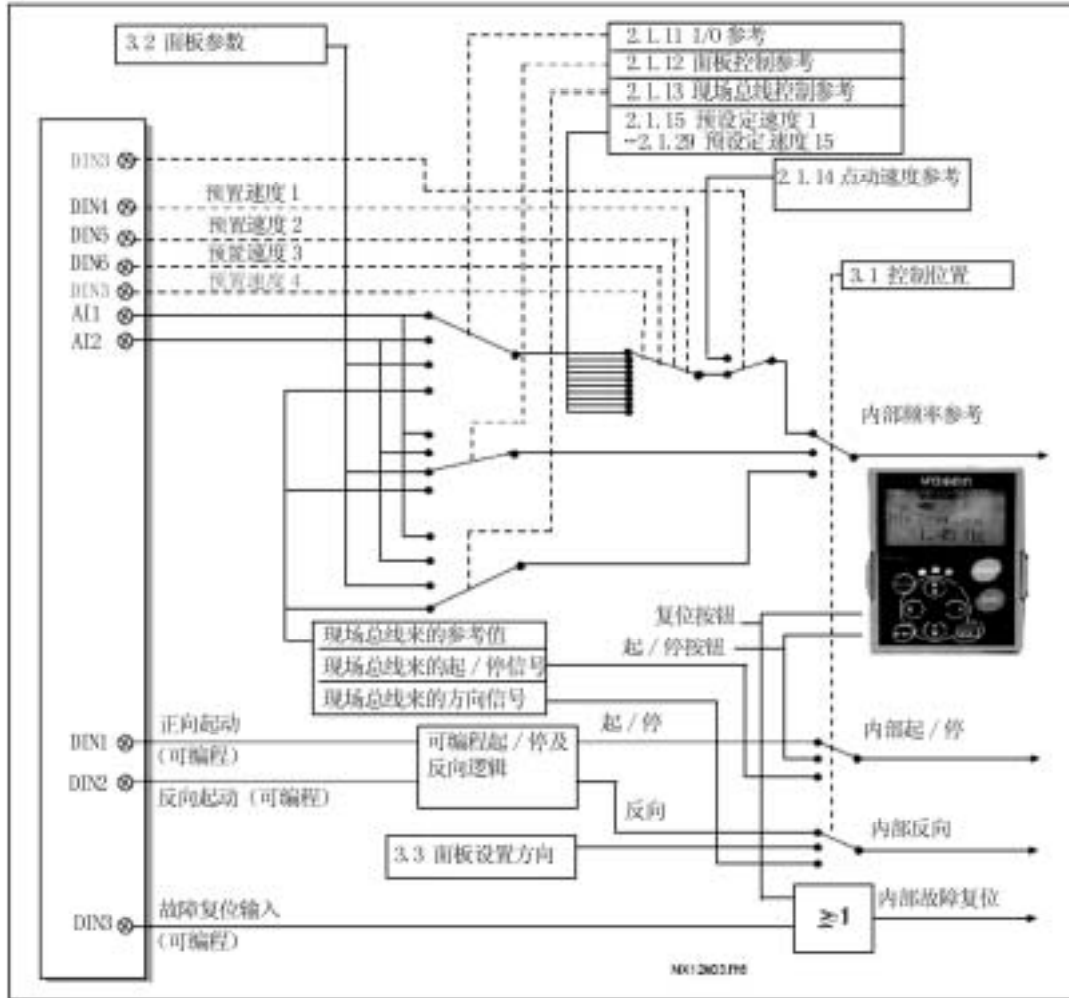 3.2 面板参数
2.1.11 I/O 参考
2.1.12 面板控制参考
2.1.13 现场总线控制参考
2.1.15 预设定速度 1
-2.1.29 预设定速度 15
2.1.14 点动速度参考
DIN3
DIN4
预置速度 1
DIN5
预置速度 2
DIN6
预置速度 3
DIN3
预置速度 4
AI1
AI2
3.1 控制位置
内部频率参考
vacon
复位按钮
起/停按钮
现场总线来的参考值
现场总线来的起/停信号
现场总线来的方向信号
DIN1
正向起动
(可编程)
DIN2
反向起动 (可编程)
可编程起/停及
反向逻辑
起/停
内部起/停
反向
内部反向
3.3 面板设置方向
DIN3
故障复位输入
(可编程)
≥1
内部故障复位
NX12k03.fh8